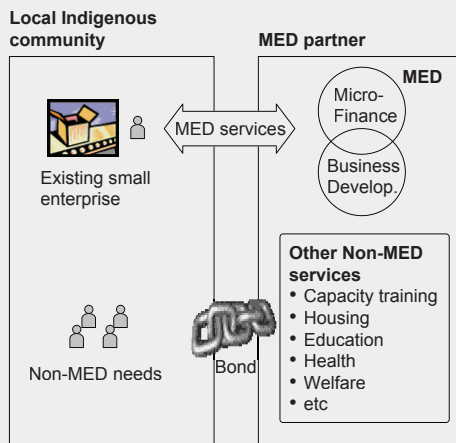 Local Indigenous
community
MED partner
MED
Micro-
Finance
MED services
Business
Develop.
Existing small
enterprise
Other Non-MED
services
• Capacity training
• Housing
• Education
• Health
• Welfare
• etc
Non-MED needs
Bond